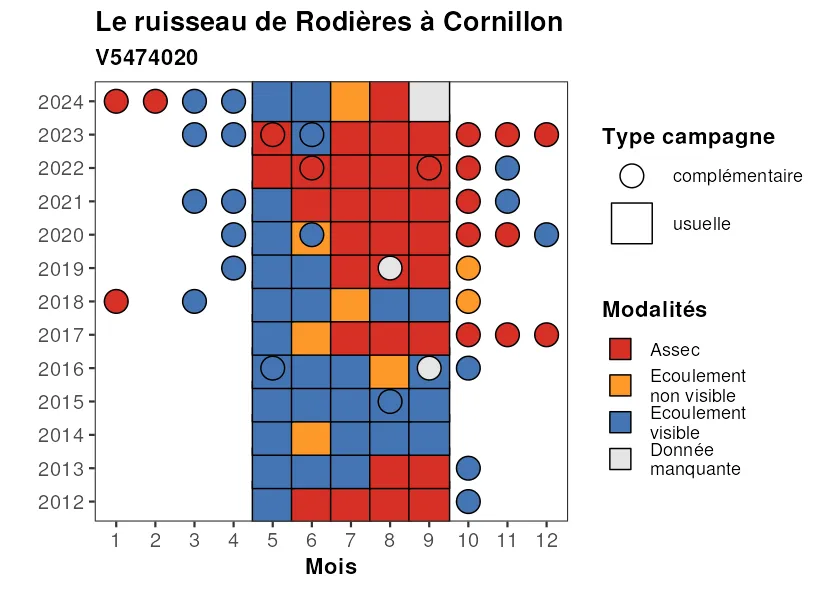 Le ruisseau de Rodières à Cornillon
V5474020
2024
2023
2022
2021
2020
2019
2018
2017
2016
2015
2014
2013
2012
1 2 3 4 5 6 7 8 9 10 11 12
Mois
Type campagne
complémentaire
usuelle
Modalités
Assec
Ecoulement
non visible
Ecoulement
visible
Donnée
manquante